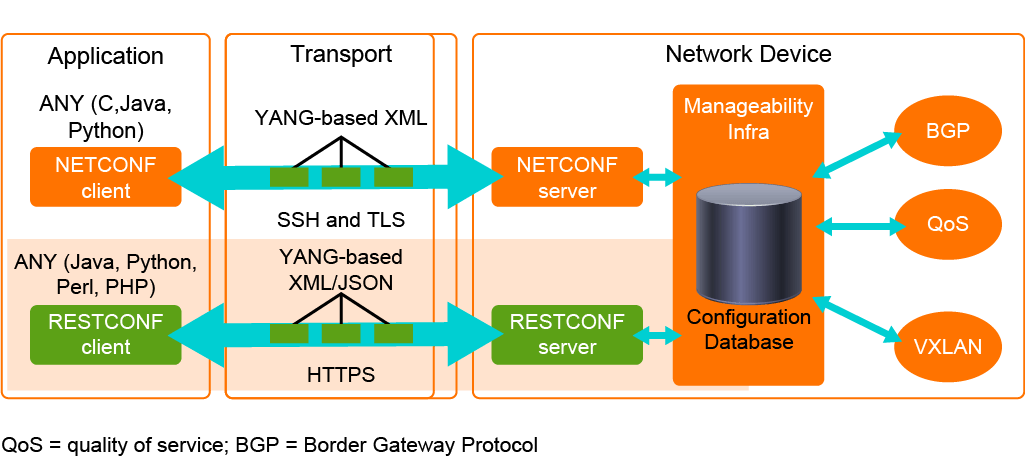 Application
Transport
Network Device
ANY (C,Java,
Python)
NETCONF
client
YANG-based XML
SSH and TLS
NETCONF
server
Manageability
Infra
Configuration
Database
BGP
QoS
VXLAN
ANY (Java, Python,
Perl, PHP)
RESTCONF
client
YANG-based
XML/JSON
HTTPS
RESTCONF
server
QoS = quality of service; BGP = Border Gateway Protocol